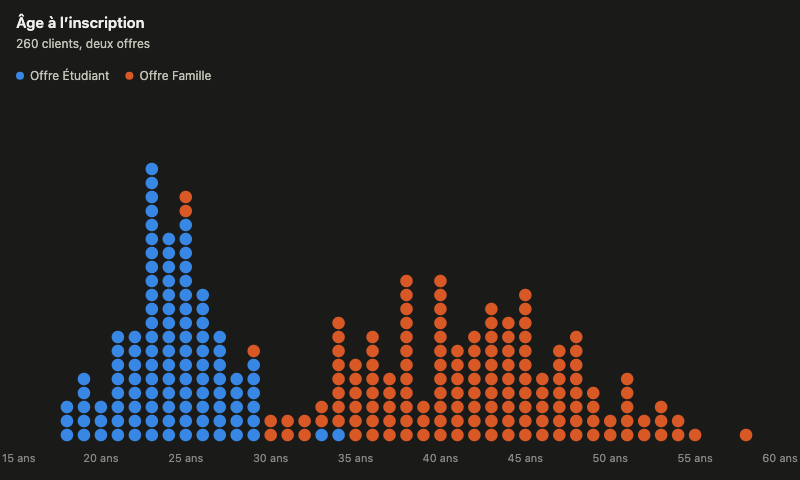 Âge à l’inscription
260 clients, deux offres
Offre Étudiant
Offre Famille
15 ans
20 ans
25 ans
30 ans
35 ans
40 ans
45 ans
50 ans
55 ans
60 ans